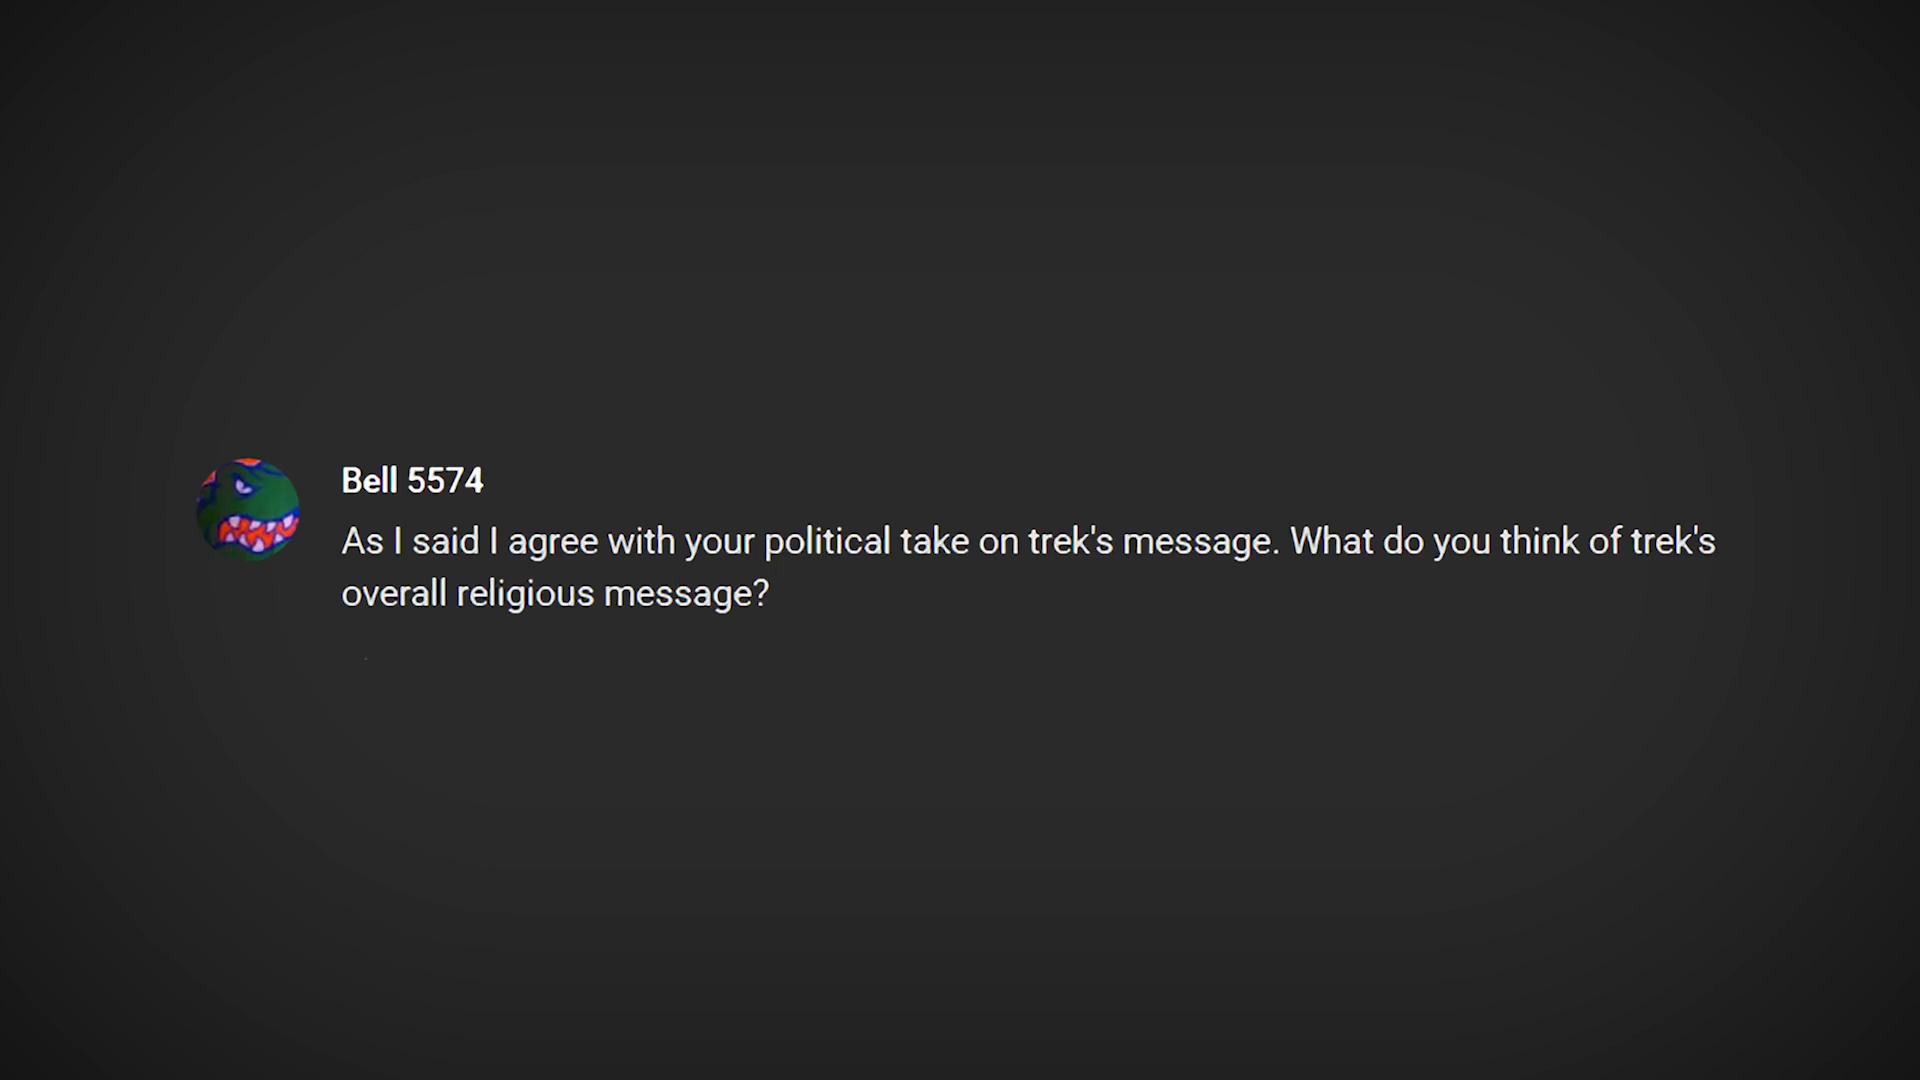 Bell 5574
As I said I agree with your political take on trek's message. What do you think of trek's
overall religious message?